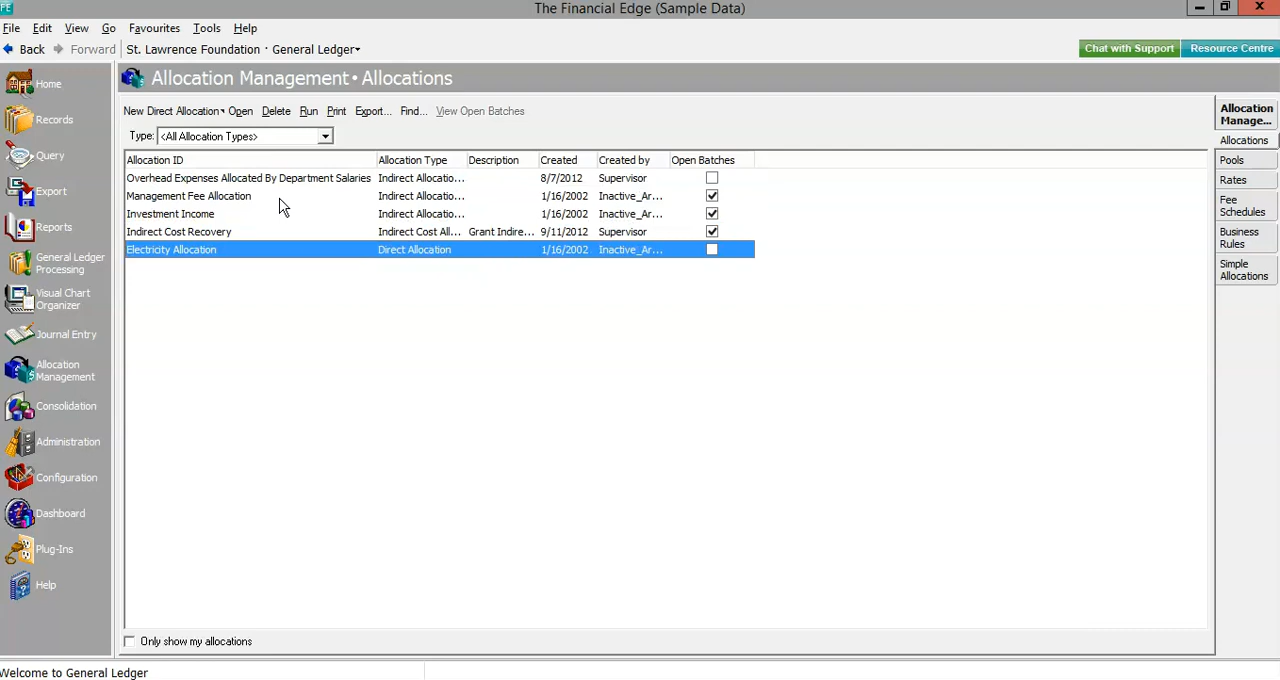 FE The Financial Edge (Sample Data)
File Edit View Go Favourites Tools Help
Back Forward St. Lawrence Foundation · General Ledger
Chat with Support Resource Centre
Home
Records
Query
Export
Reports
General Ledger
Processing
Visual Chart
Organizer
Journal Entry
Allocation
Management
Consolidation
Administration
Configuration
Dashboard
Plug-Ins
Help
Allocation Management • Allocations
New Direct Allocation Open Delete Run Print Export... Find... View Open Batches
Type: <All Allocation Types>
Allocation ID Allocation Type Description Created Created by Open Batches
Overhead Expenses Allocated By Department Salaries Indirect Allocatio... 8/7/2012 Supervisor
Management Fee Allocation Indirect Allocatio... 1/16/2002 Inactive_Ar...
Investment Income Indirect Allocatio... 1/16/2002 Inactive_Ar...
Indirect Cost Recovery Indirect Cost All... Grant Indire... 9/11/2012 Supervisor
Electricity Allocation Direct Allocation 1/16/2002 Inactive_Ar...
Only show my allocations
Allocation
Manage...
Allocations
Pools
Rates
Fee
Schedules
Business
Rules
Simple
Allocations
Welcome to General Ledger